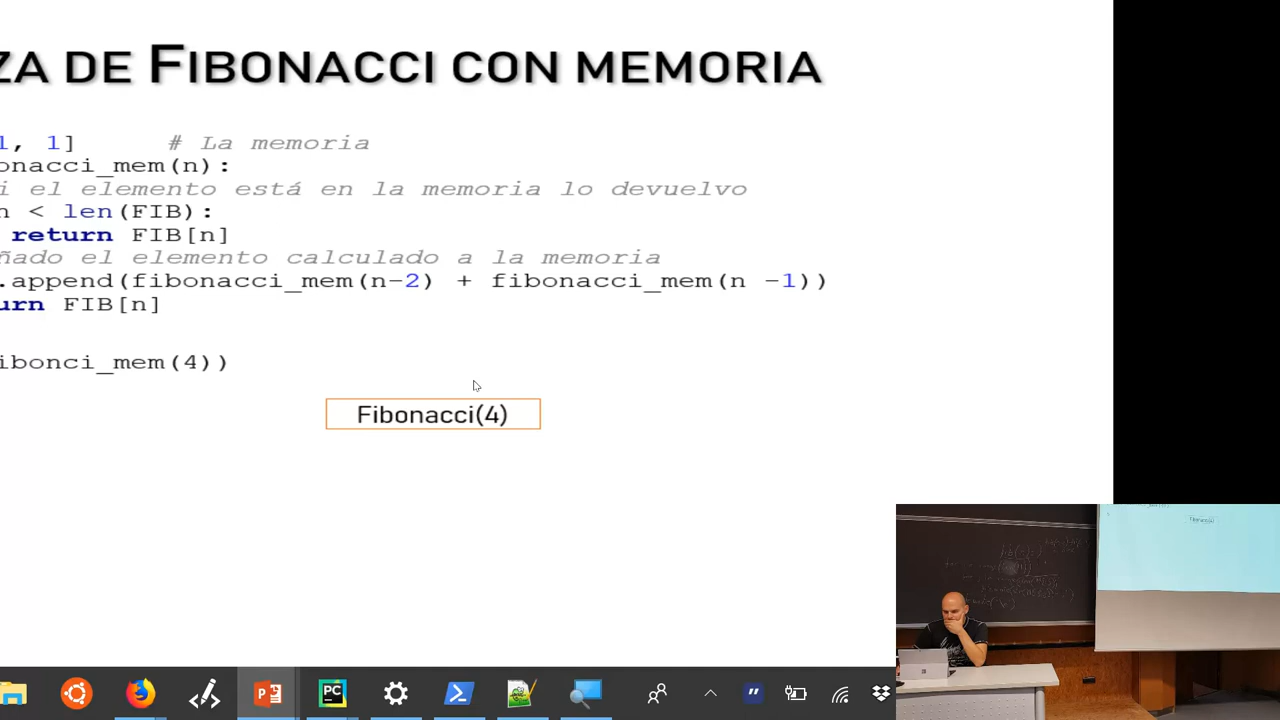 ZA DE FIBONACCI CON MEMORIA
1, 1] # La memoria
onacci_mem(n):
i el elemento está en la memoria lo devuelvo
n < len(FIB):
return FIB[n]
ñado el elemento calculado a la memoria
.append(fibonacci_mem(n-2) + fibonacci_mem(n -1))
urn FIB[n]
ibonci_mem(4))
Fibonacci(4)
PC